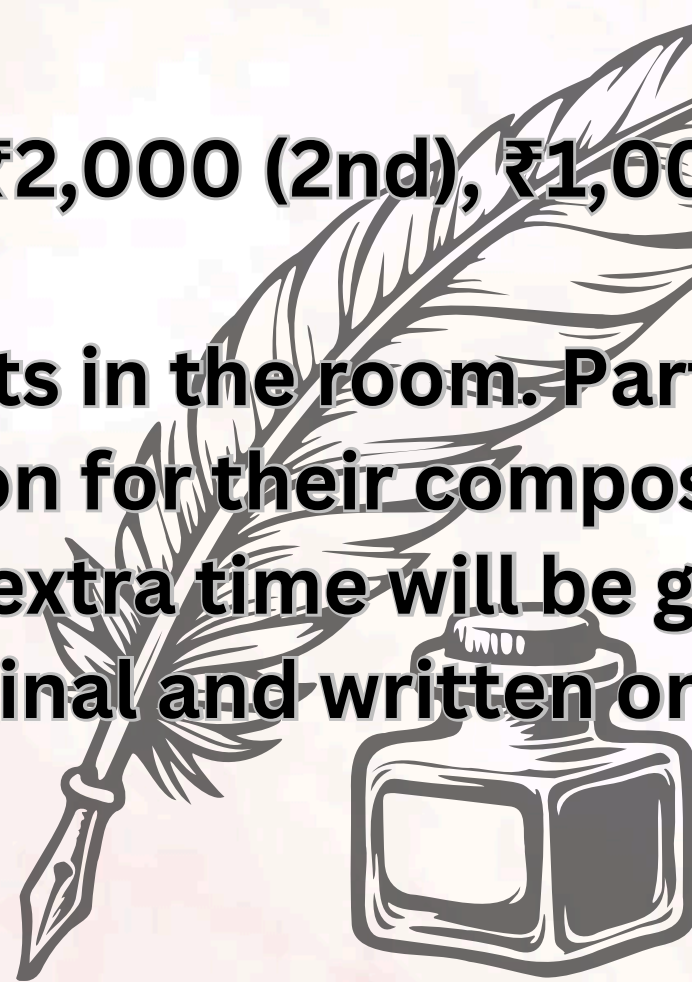 ₹2,000 (2nd), ₹1,00
ts in the room. Part
on for their compos
extra time will be g
inal and written on